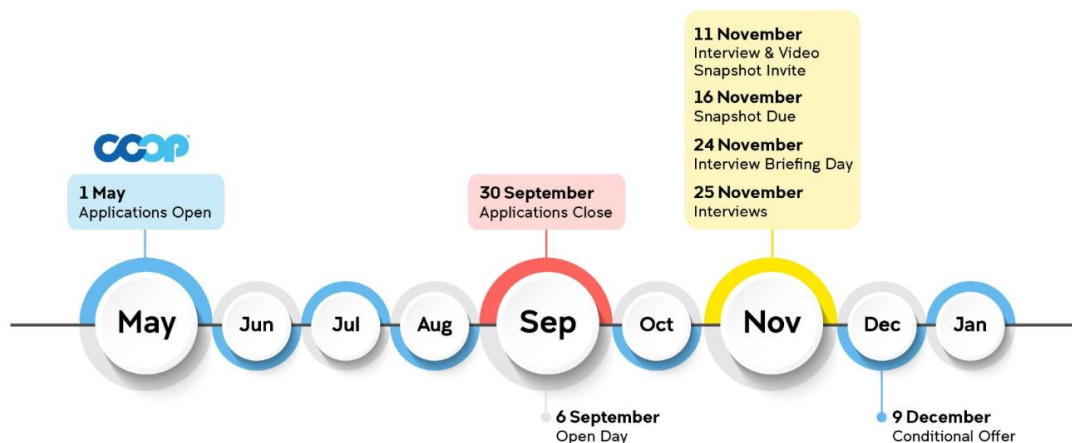 11 November
Interview & Video
Snapshot Invite
16 November
Snapshot Due
24 November
Interview Briefing Day
25 November
Interviews
CO-OP
1 May
Applications Open
30 September
Applications Close
May
Jun
Jul
Aug
Sep
Oct
Nov
Dec
Jan
6 September
Open Day
9 December
Conditional Offer